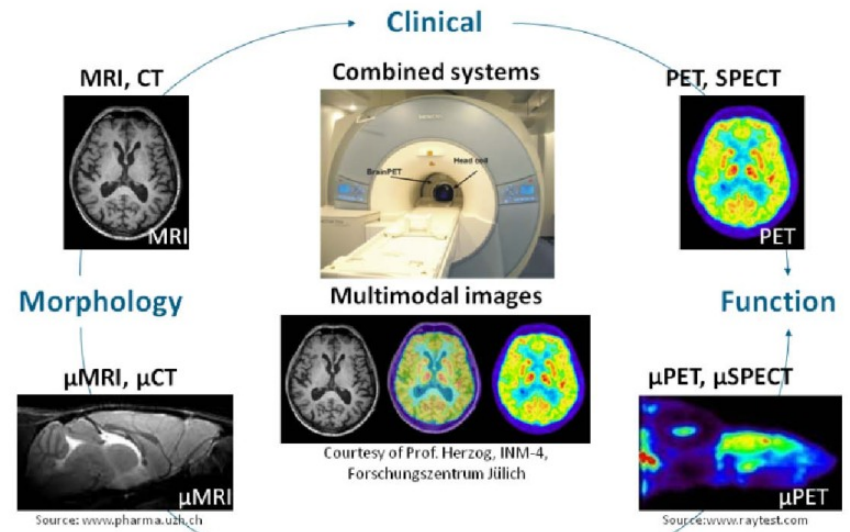 Clinical
MRI, CT
Combined systems
PET, SPECT
BrainPET
Head coil
MRI
PET
Morphology
Multimodal images
Function
μMRI, μCT
μPET, μSPECT
Courtesy of Prof. Herzog, INM-4,
Forschungszentrum Jülich
μMRI
μPET
Source: www.pharma.uzh.ch
Source:www.raytest.com